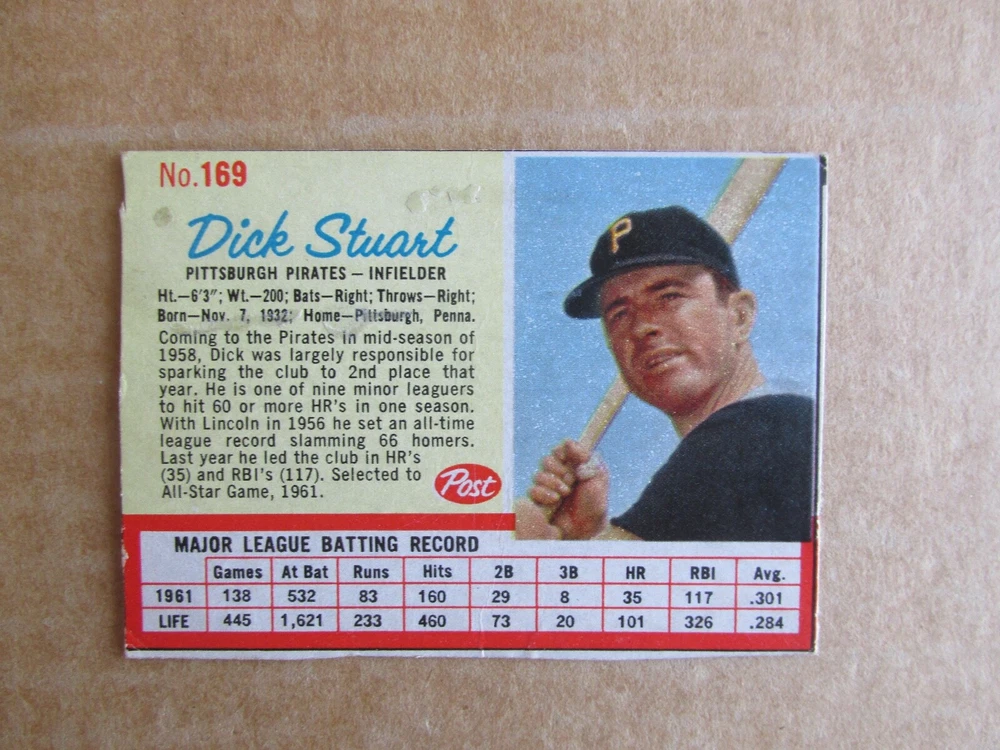 No.169
Dick Stuart
PITTSBURGH PIRATES – INFIELDER
Ht.–6'3"; Wt.–200; Bats–Right; Throws–Right;
Born–Nov. 7, 1932; Home–Pittsburgh, Penna.
Coming to the Pirates in mid-season of
1958, Dick was largely responsible for
sparking the club to 2nd place that
year. He is one of nine minor leaguers
to hit 60 or more HR's in one season.
With Lincoln in 1956 he set an all-time
league record slamming 66 homers.
Last year he led the club in HR's
(35) and RBI's (117). Selected to
All-Star Game, 1961.
Post
P
MAJOR LEAGUE BATTING RECORD
Games At Bat Runs Hits 2B 3B HR RBI Avg.
1961 138 532 83 160 29 8 35 117 .301
LIFE 445 1,621 233 460 73 20 101 326 .284